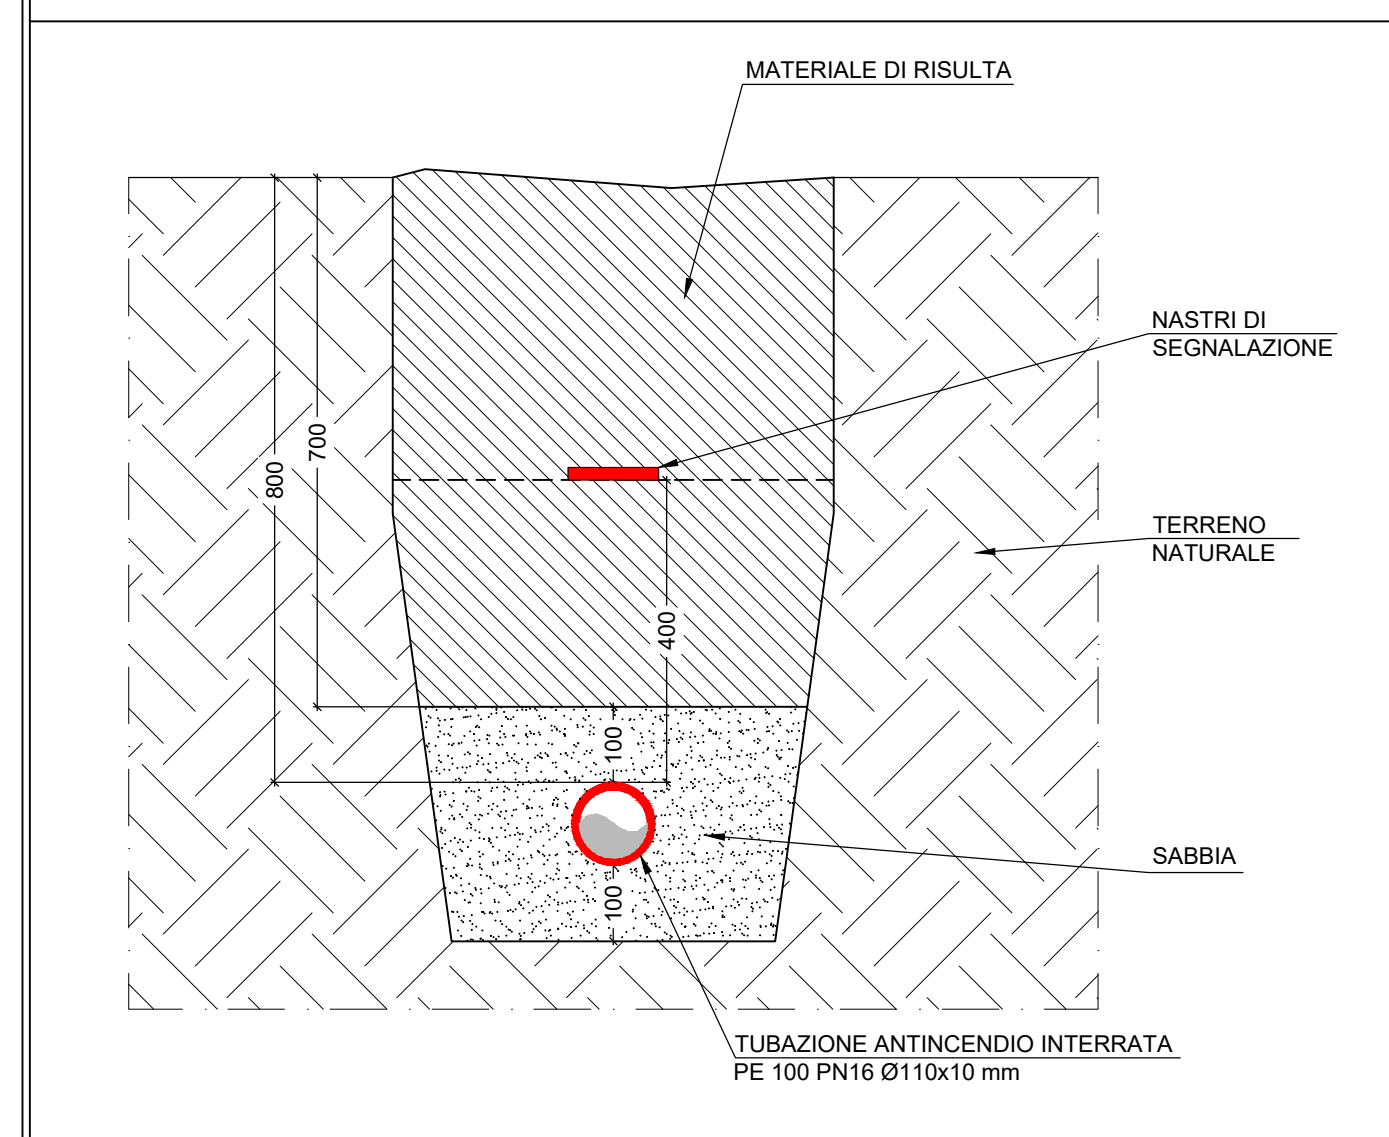 MATERIALE DI RISULTA
NASTRI DI
SEGNALAZIONE
700
800
TERRENO
NATURALE
400
100
SABBIA
100
TUBAZIONE ANTINCENDIO INTERRATA
PE 100 PN16 Ø110x10 mm